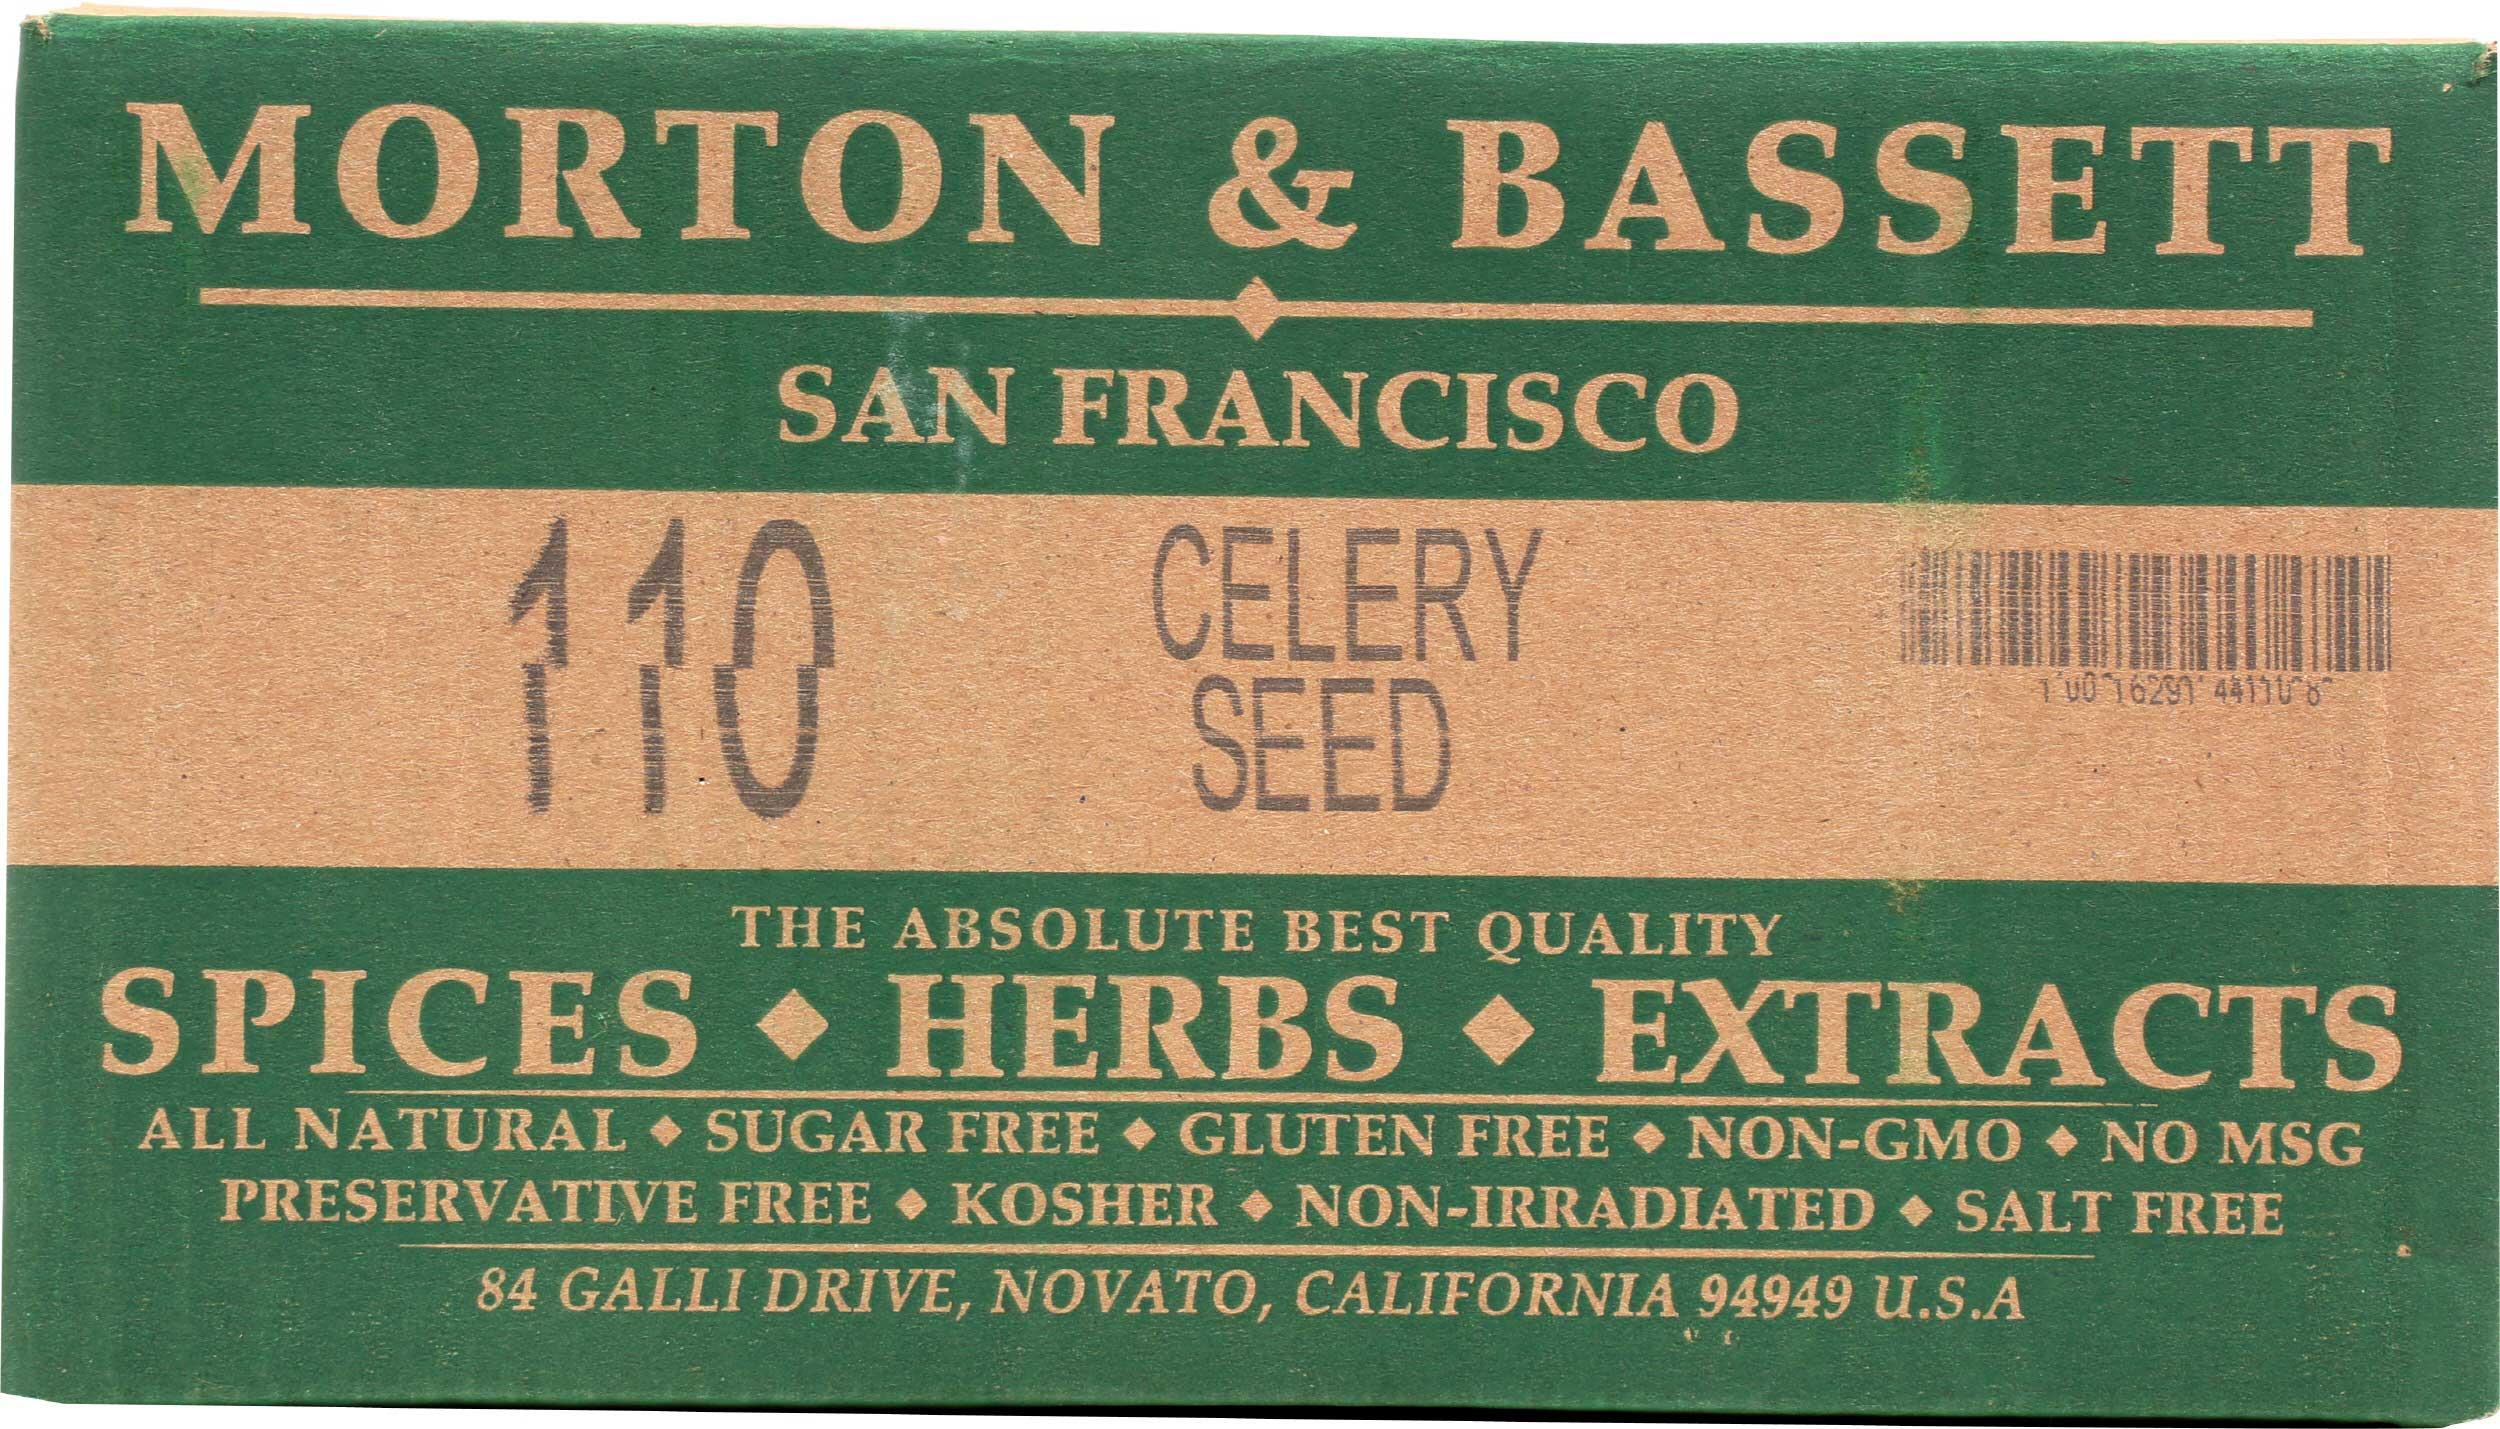 MORTON & BASSETT
SAN FRANCISCO
110
CELERY
SEED
1 00 16291 44110 8
THE ABSOLUTE BEST QUALITY
SPICES ◆ HERBS ◆ EXTRACTS
ALL NATURAL ◆ SUGAR FREE ◆ GLUTEN FREE ◆ NON-GMO ◆ NO MSG
PRESERVATIVE FREE ◆ KOSHER ◆ NON-IRRADIATED ◆ SALT FREE
84 GALLI DRIVE, NOVATO, CALIFORNIA 94949 U.S.A